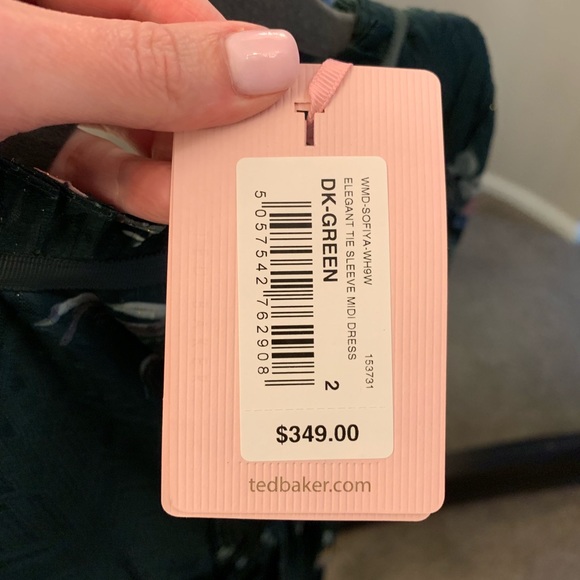 WMD-SOFIYA-WH9W
ELEGANT TIE SLEEVE MIDI DRESS
153731
DK-GREEN
2
5 057542 762908
$349.00
tedbaker.com